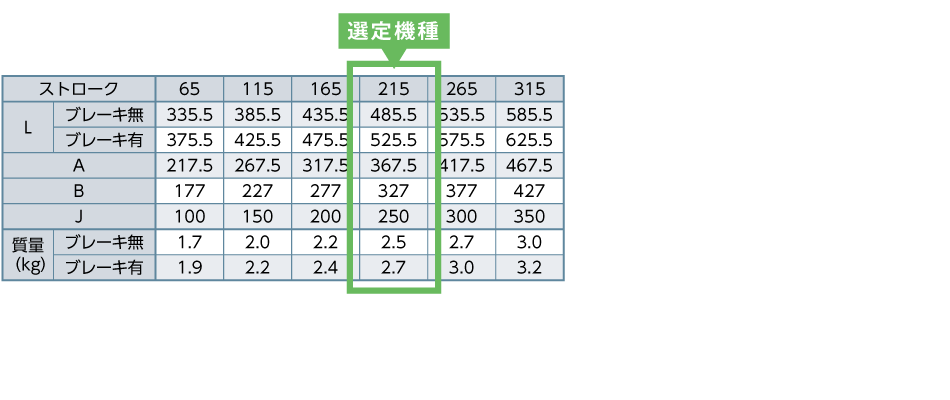 選定機種
ストローク 65 115 165 215 265 315
L ブレーキ無 335.5 385.5 435.5 485.5 535.5 585.5
ブレーキ有 375.5 425.5 475.5 525.5 575.5 625.5
A 217.5 267.5 317.5 367.5 417.5 467.5
B 177 227 277 327 377 427
J 100 150 200 250 300 350
質量(kg) ブレーキ無 1.7 2.0 2.2 2.5 2.7 3.0
ブレーキ有 1.9 2.2 2.4 2.7 3.0 3.2